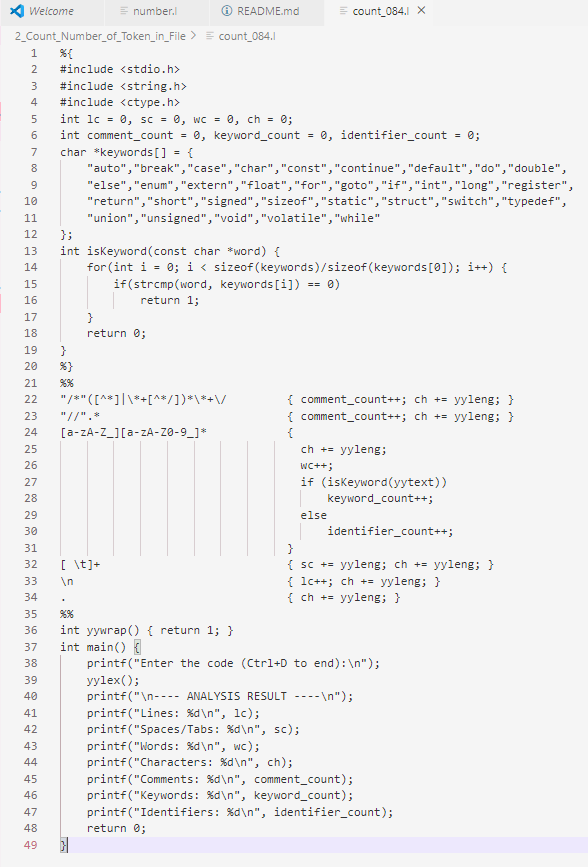 Welcome number.l README.md count_084.l
2_Count_Number_of_Token_in_File > count_084.l
1 %{
2 #include <stdio.h>
3 #include <string.h>
4 #include <ctype.h>
5 int lc = 0, sc = 0, wc = 0, ch = 0;
6 int comment_count = 0, keyword_count = 0, identifier_count = 0;
7 char *keywords[] = {
8     "auto","break","case","char","const","continue","default","do","double",
9     "else","enum","extern","float","for","goto","if","int","long","register",
10     "return","short","signed","sizeof","static","struct","switch","typedef",
11     "union","unsigned","void","volatile","while"
12 };
13 int isKeyword(const char *word) {
14     for(int i = 0; i < sizeof(keywords)/sizeof(keywords[0]); i++) {
15         if(strcmp(word, keywords[i]) == 0)
16             return 1;
17     }
18     return 0;
19 }
20 %}
21 %%
22 "/*"([^*]|\*+[^*/])*\*+\/         { comment_count++; ch += yyleng; }
23 "//".*                            { comment_count++; ch += yyleng; }
24 [a-zA-Z_][a-zA-Z0-9_]*            {
25                                     ch += yyleng;
26                                     wc++;
27                                     if (isKeyword(yytext))
28                                         keyword_count++;
29                                     else
30                                         identifier_count++;
31                                   }
32 [ \t]+                            { sc += yyleng; ch += yyleng; }
33 \n                                { lc++; ch += yyleng; }
34 .                                 { ch += yyleng; }
35 %%
36 int yywrap() { return 1; }
37 int main() {
38     printf("Enter the code (Ctrl+D to end):\n");
39     yylex();
40     printf("\n---- ANALYSIS RESULT ----\n");
41     printf("Lines: %d\n", lc);
42     printf("Spaces/Tabs: %d\n", sc);
43     printf("Words: %d\n", wc);
44     printf("Characters: %d\n", ch);
45     printf("Comments: %d\n", comment_count);
46     printf("Keywords: %d\n", keyword_count);
47     printf("Identifiers: %d\n", identifier_count);
48     return 0;
49 }